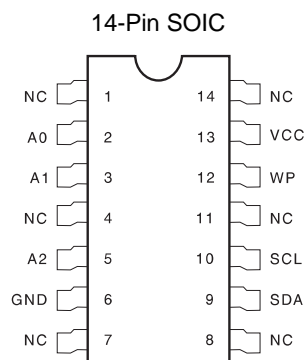 14-Pin SOIC
NC 1 14 NC
A0 2 13 VCC
A1 3 12 WP
NC 4 11 NC
A2 5 10 SCL
GND 6 9 SDA
NC 7 8 NC